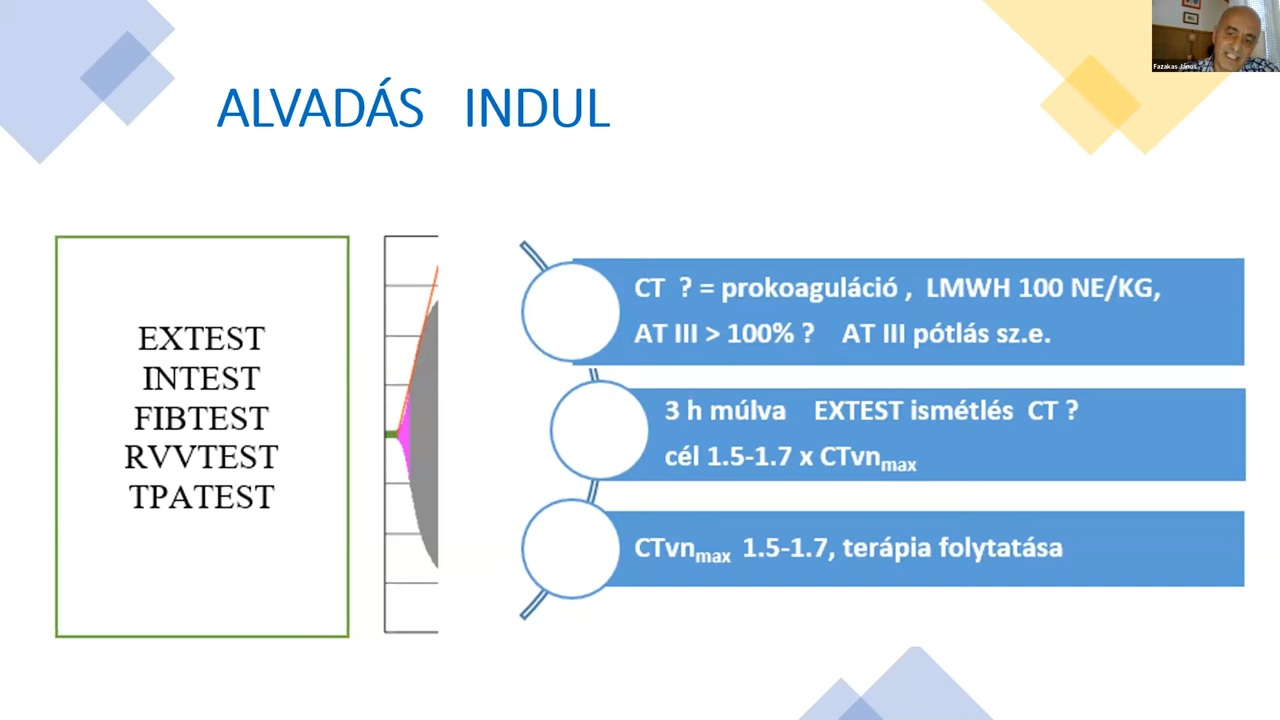 Fazakas János
ALVADÁS INDUL
EXTEST
INTEST
FIBTEST
RVVTEST
TPATEST
CT ? = prokoaguláció , LMWH 100 NE/KG,
AT III > 100% ? AT III pótlás sz.e.
3 h múlva EXTEST ismétlés CT ?
cél 1.5-1.7 x CTvnmax
CTvnmax 1.5-1.7, terápia folytatása